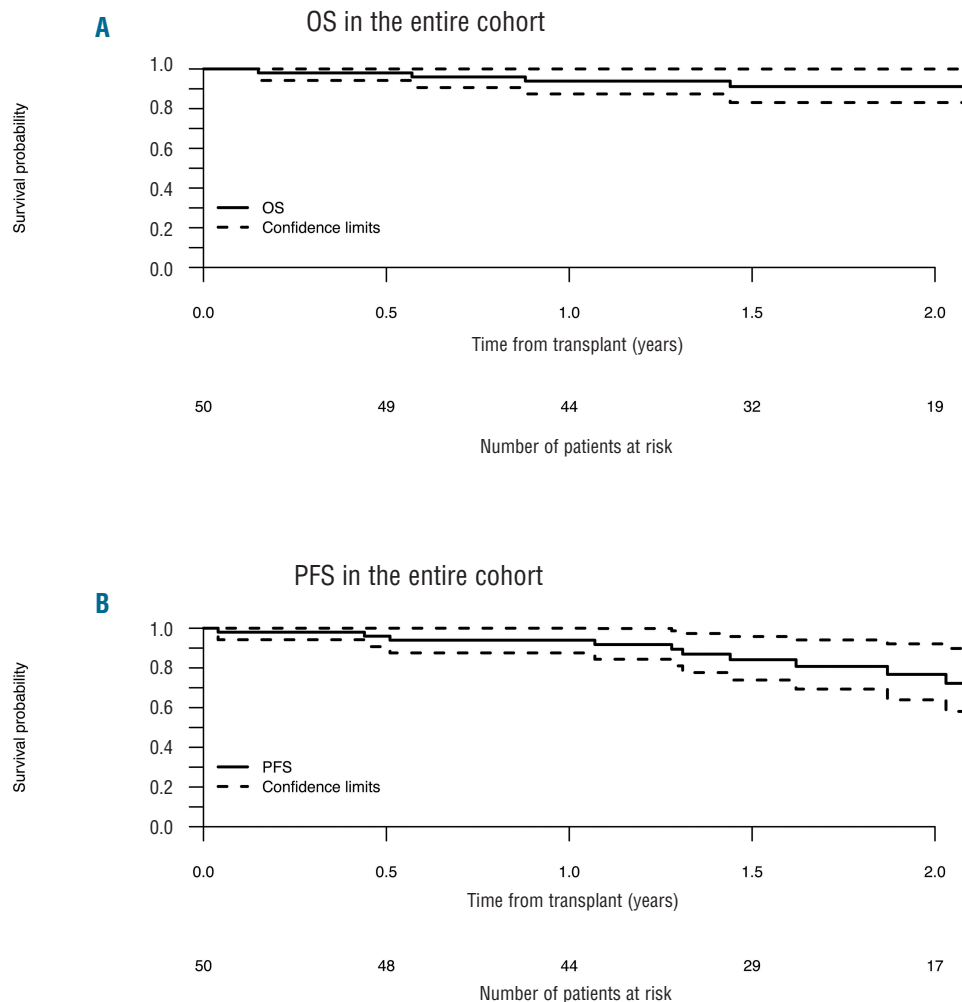 A
OS in the entire cohort
Survival probability
1.0
0.8
0.6
0.4
0.2
0.0
OS
Confidence limits
0.0 0.5 1.0 1.5 2.0
Time from transplant (years)
50 49 44 32 19
Number of patients at risk
PFS in the entire cohort
B
Survival probability
1.0
0.8
0.6
0.4
0.2
0.0
PFS
Confidence limits
0.0 0.5 1.0 1.5 2.0
Time from transplant (years)
50 48 44 29 17
Number of patients at risk